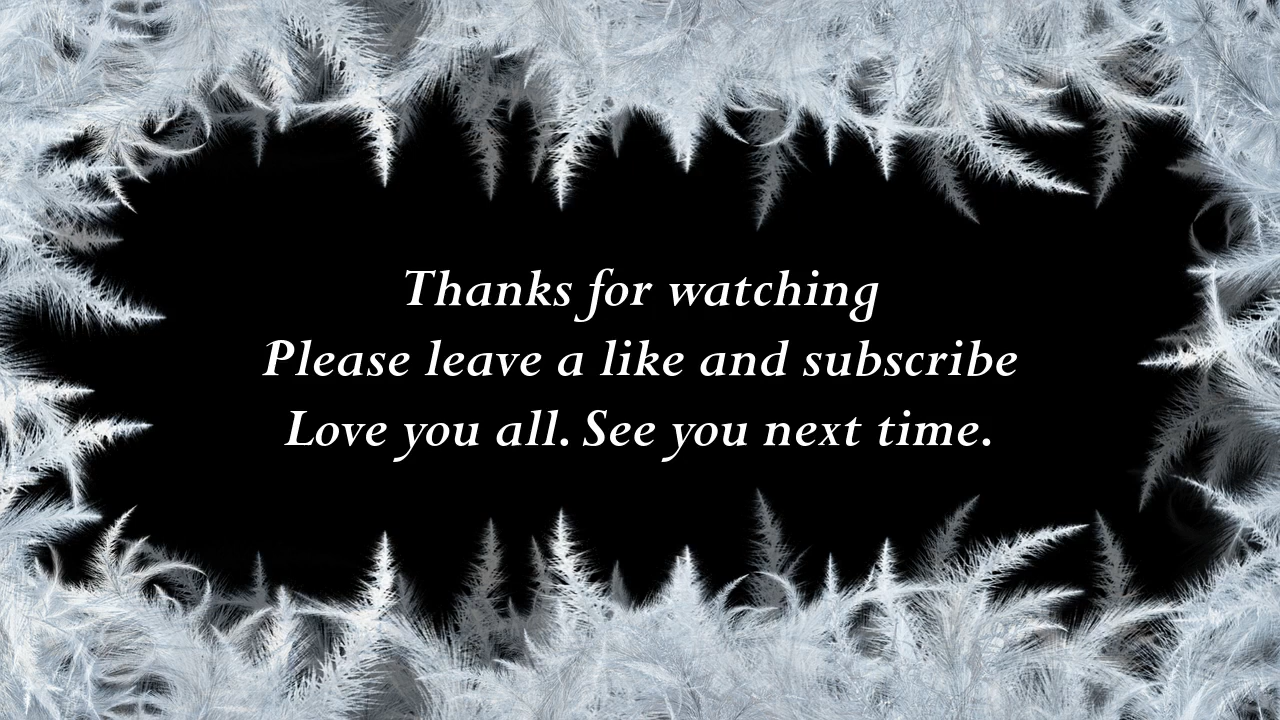 Thanks for watching
Please leave a like and subscribe
Love you all. See you next time.